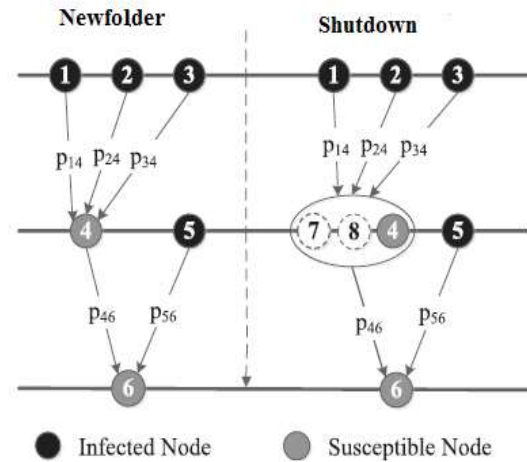 Newfolder Shutdown
1 2 3 1 2 3
p14 p24 p34 p14 p24 p34
4 5 7 8 4 5
p46 p56 p46 p56
6 6
Infected Node Susceptible Node